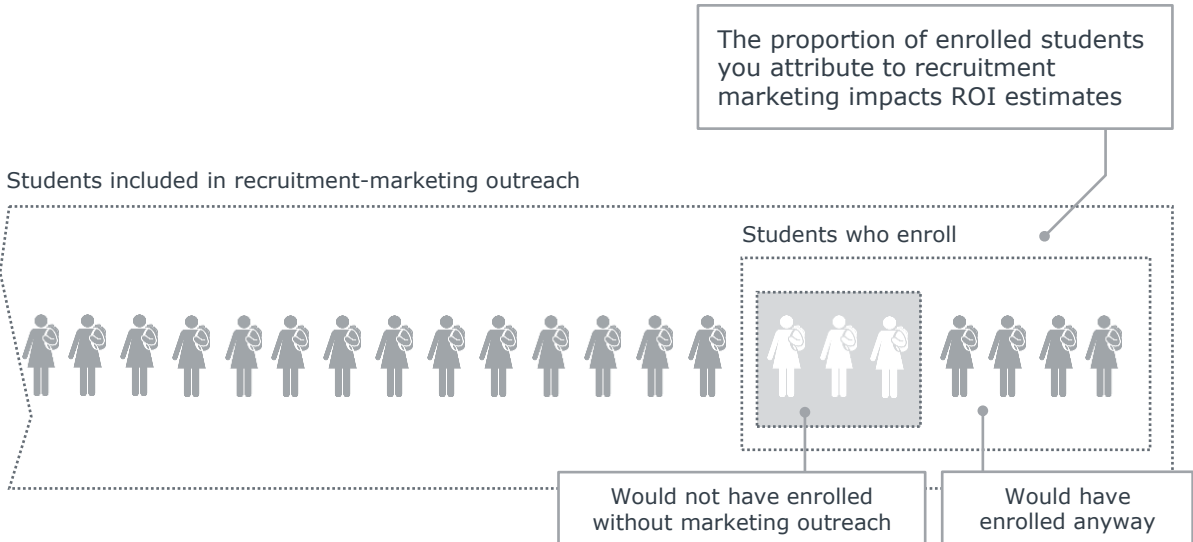 The proportion of enrolled students
you attribute to recruitment
marketing impacts ROI estimates
Students included in recruitment-marketing outreach
Students who enroll
Would not have enrolled
without marketing outreach
Would have
enrolled anyway